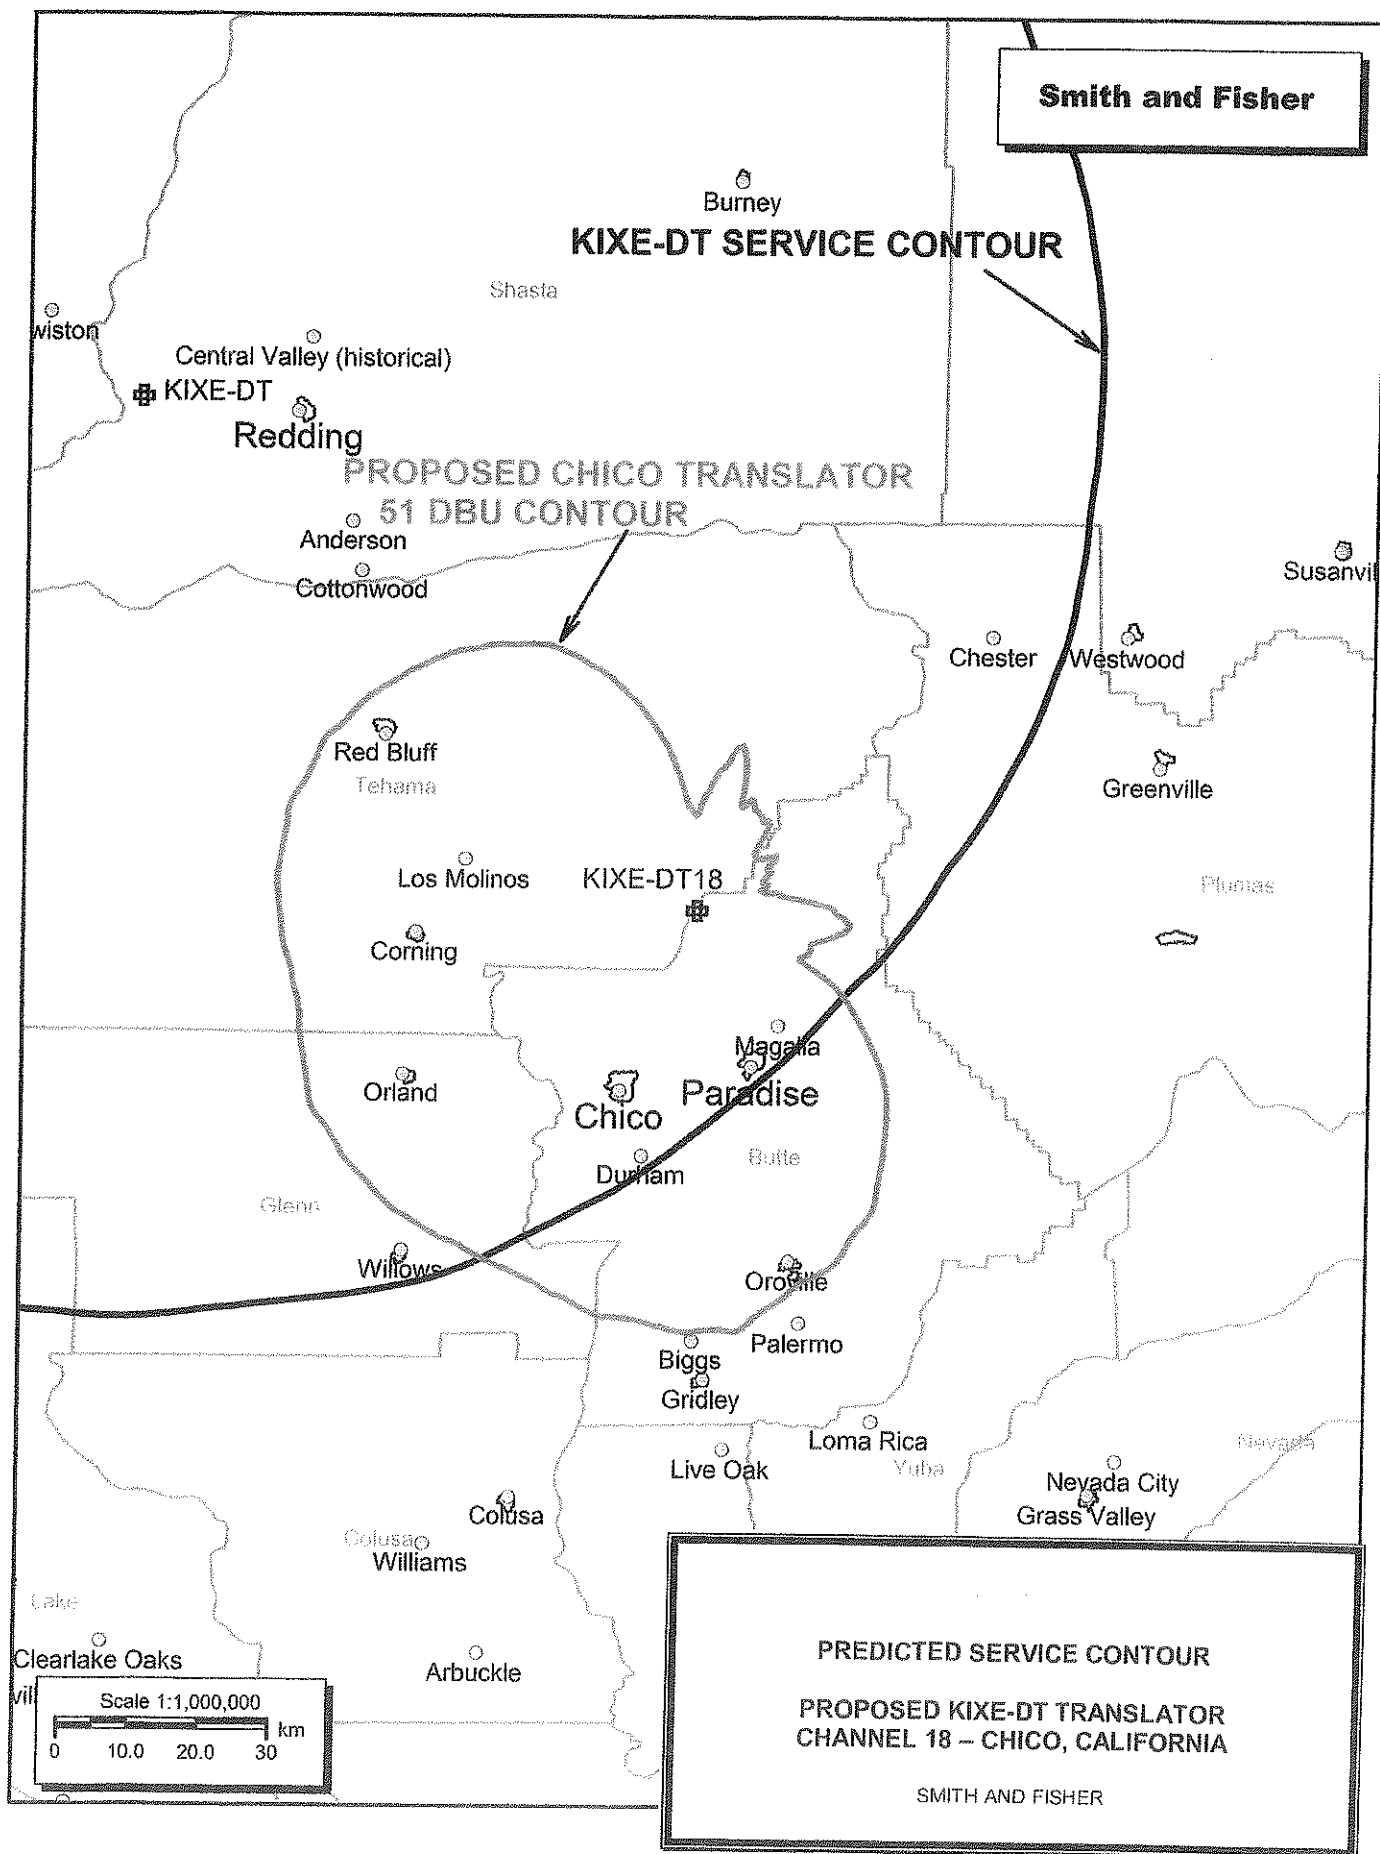 Smith and Fisher
Burney
KIXE-DT SERVICE CONTOUR
Shasta
wiston
Central Valley (historical)
KIXE-DT
Redding
PROPOSED CHICO TRANSLATOR
51 DBU CONTOUR
Anderson
Cottonwood
Susanvil
Chester
Westwood
Red Bluff
Tehama
Greenville
Los Molinos
KIXE-DT18
Plumas
Corning
Magalia
Orland
Paradise
Chico
Durham
Butte
Glenn
Willows
Oroville
Palermo
Biggs
Gridley
Loma Rica
Live Oak
Yuba
Nevada
Nevada City
Grass Valley
Colusa
Colusa
Williams
Lake
Clearlake Oaks
vil
Arbuckle
Scale 1:1,000,000
km
0 10.0 20.0 30
PREDICTED SERVICE CONTOUR
PROPOSED KIXE-DT TRANSLATOR
CHANNEL 18 – CHICO, CALIFORNIA
SMITH AND FISHER